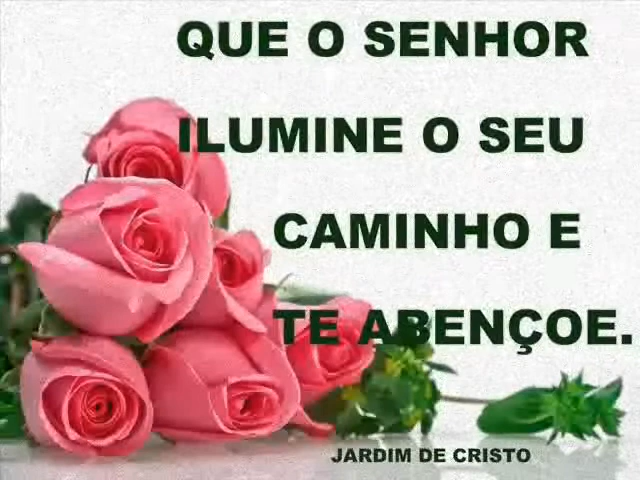 QUE O SENHOR
ILUMINE O SEU
CAMINHO E
TE ABENÇOE.
JARDIM DE CRISTO